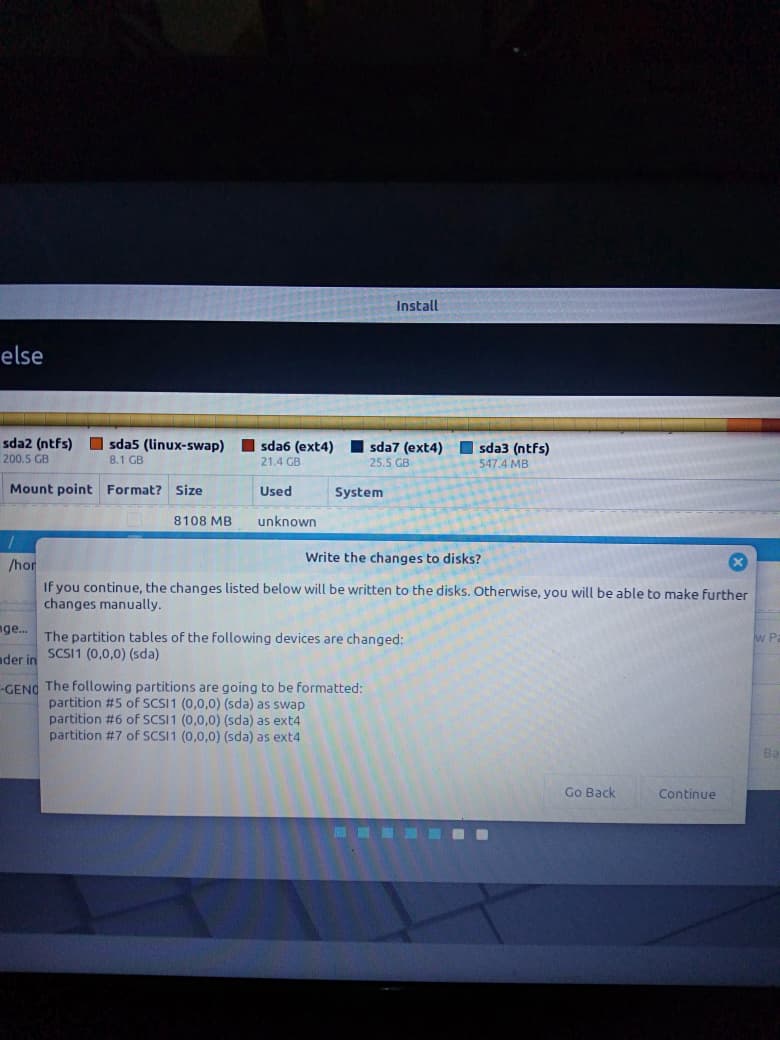 Install
else
sda2 (ntfs) sda5 (linux-swap) sda6 (ext4) sda7 (ext4) sda3 (ntfs)
200.5 GB 8.1 GB 21.4 GB 25.5 GB 547.4 MB
Mount point Format? Size Used System
8108 MB unknown
/
/hor
Write the changes to disks?
If you continue, the changes listed below will be written to the disks. Otherwise, you will be able to make further
changes manually.
ge...
The partition tables of the following devices are changed:
SCSI1 (0,0,0) (sda)
w Pa
der in
-GENO
The following partitions are going to be formatted:
partition #5 of SCSI1 (0,0,0) (sda) as swap
partition #6 of SCSI1 (0,0,0) (sda) as ext4
partition #7 of SCSI1 (0,0,0) (sda) as ext4
Ba
Go Back Continue